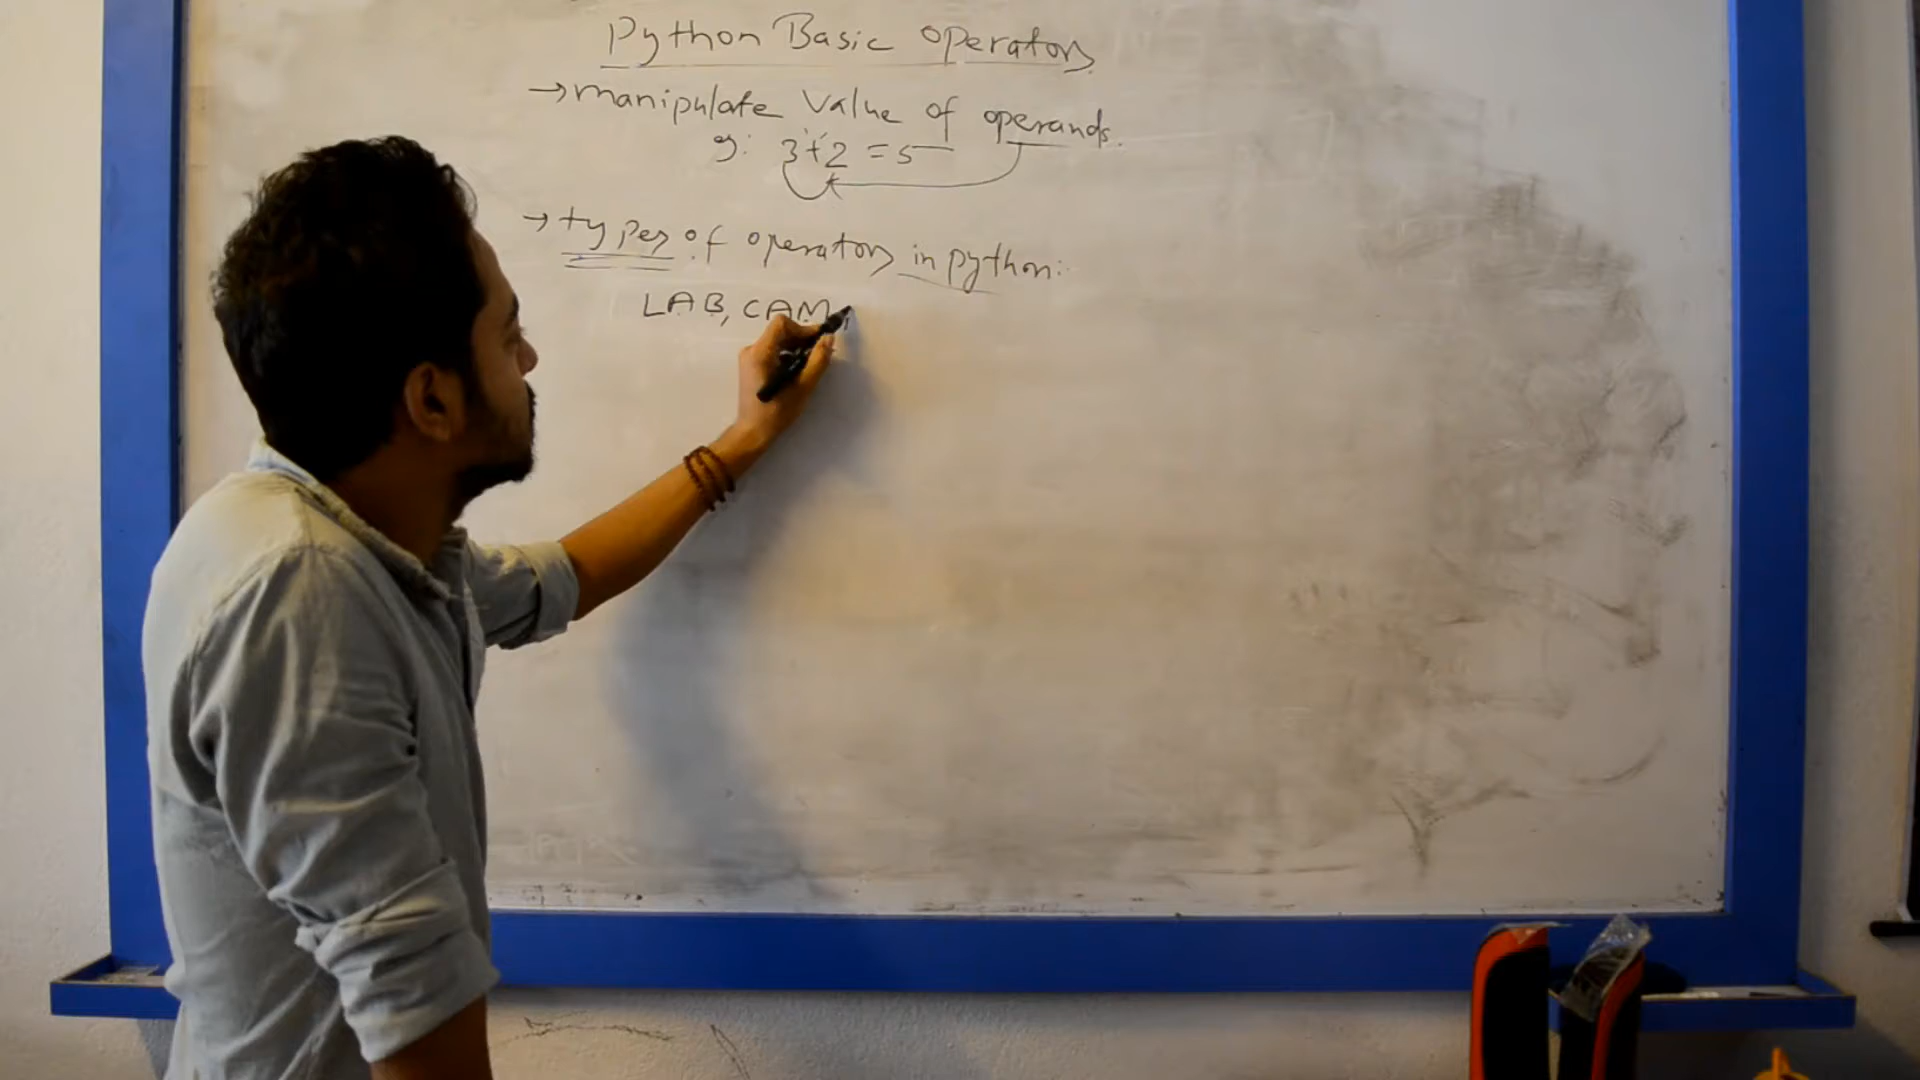 Python Basic Operators
→ manipulate value of operands.
eg: 3+2 = 5
→ types of operators in python:
LAB, CAM,